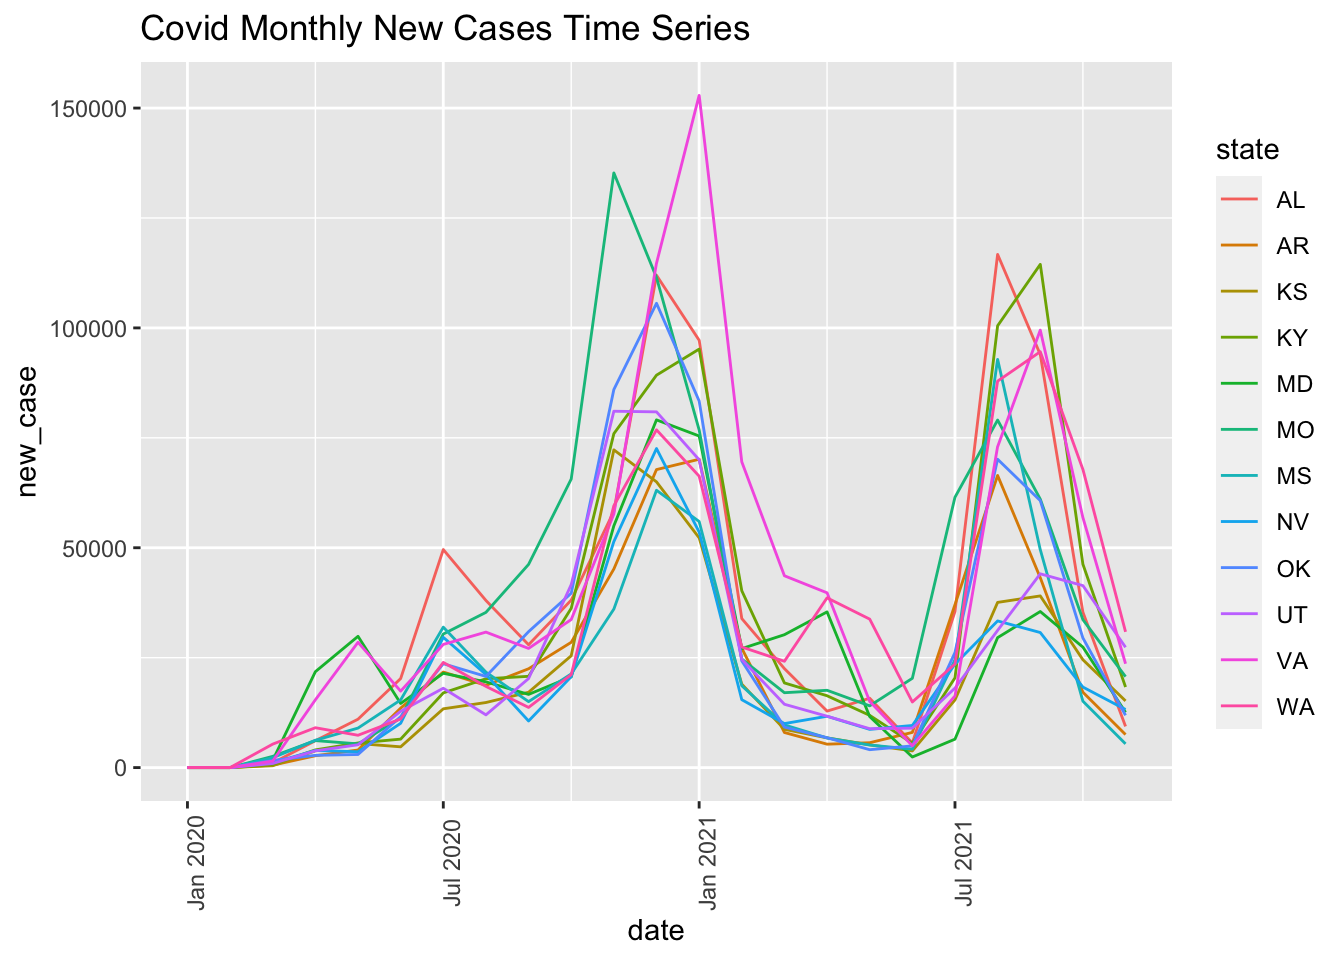 Covid Monthly New Cases Time Series
150000
100000
50000
0
new_case
Jan 2020
Jul 2020
Jan 2021
Jul 2021
date
state
AL
AR
KS
KY
MD
MO
MS
NV
OK
UT
VA
WA